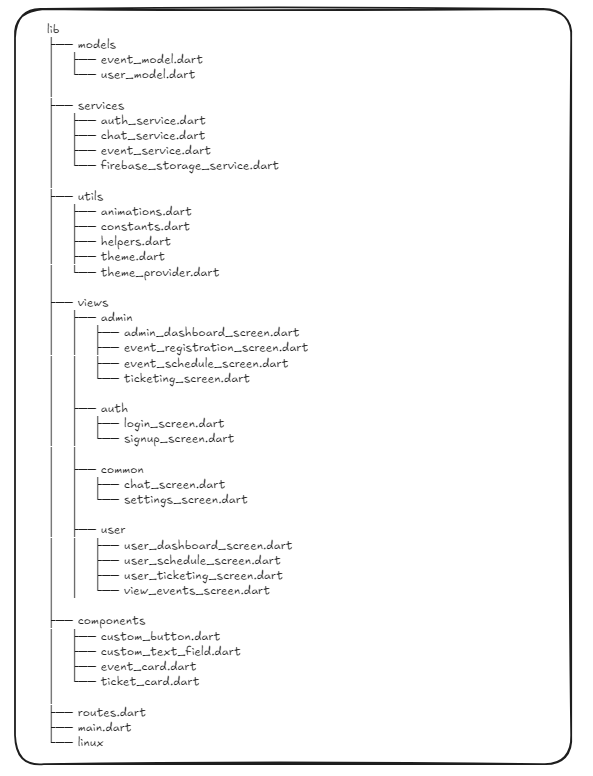 lib
├── models
│   ├── event_model.dart
│   └── user_model.dart
├── services
│   ├── auth_service.dart
│   ├── chat_service.dart
│   ├── event_service.dart
│   └── firebase_storage_service.dart
├── utils
│   ├── animations.dart
│   ├── constants.dart
│   ├── helpers.dart
│   ├── theme.dart
│   └── theme_provider.dart
├── views
│   ├── admin
│   │   ├── admin_dashboard_screen.dart
│   │   ├── event_registration_screen.dart
│   │   ├── event_schedule_screen.dart
│   │   └── ticketing_screen.dart
│   ├── auth
│   │   ├── login_screen.dart
│   │   └── signup_screen.dart
│   ├── common
│   │   ├── chat_screen.dart
│   │   └── settings_screen.dart
│   ├── user
│   │   ├── user_dashboard_screen.dart
│   │   ├── user_schedule_screen.dart
│   │   ├── user_ticketing_screen.dart
│   │   └── view_events_screen.dart
├── components
│   ├── custom_button.dart
│   ├── custom_text_field.dart
│   ├── event_card.dart
│   └── ticket_card.dart
├── routes.dart
├── main.dart
└── linux